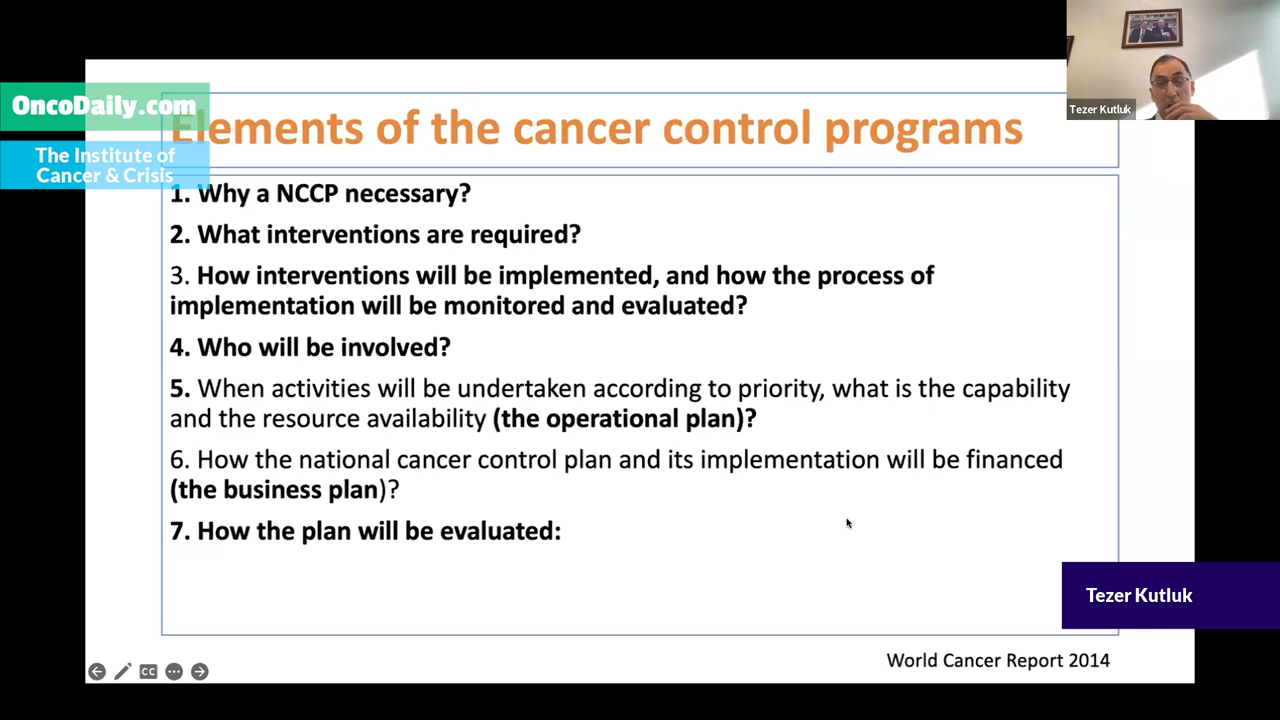 OncoDaily.com
The Institute of
Cancer & Crisis
Tezer Kutluk
Elements of the cancer control programs
1. Why a NCCP necessary?
2. What interventions are required?
3. How interventions will be implemented, and how the process of
implementation will be monitored and evaluated?
4. Who will be involved?
5. When activities will be undertaken according to priority, what is the capability
and the resource availability (the operational plan)?
6. How the national cancer control plan and its implementation will be financed
(the business plan)?
7. How the plan will be evaluated:
Tezer Kutluk
World Cancer Report 2014
CC